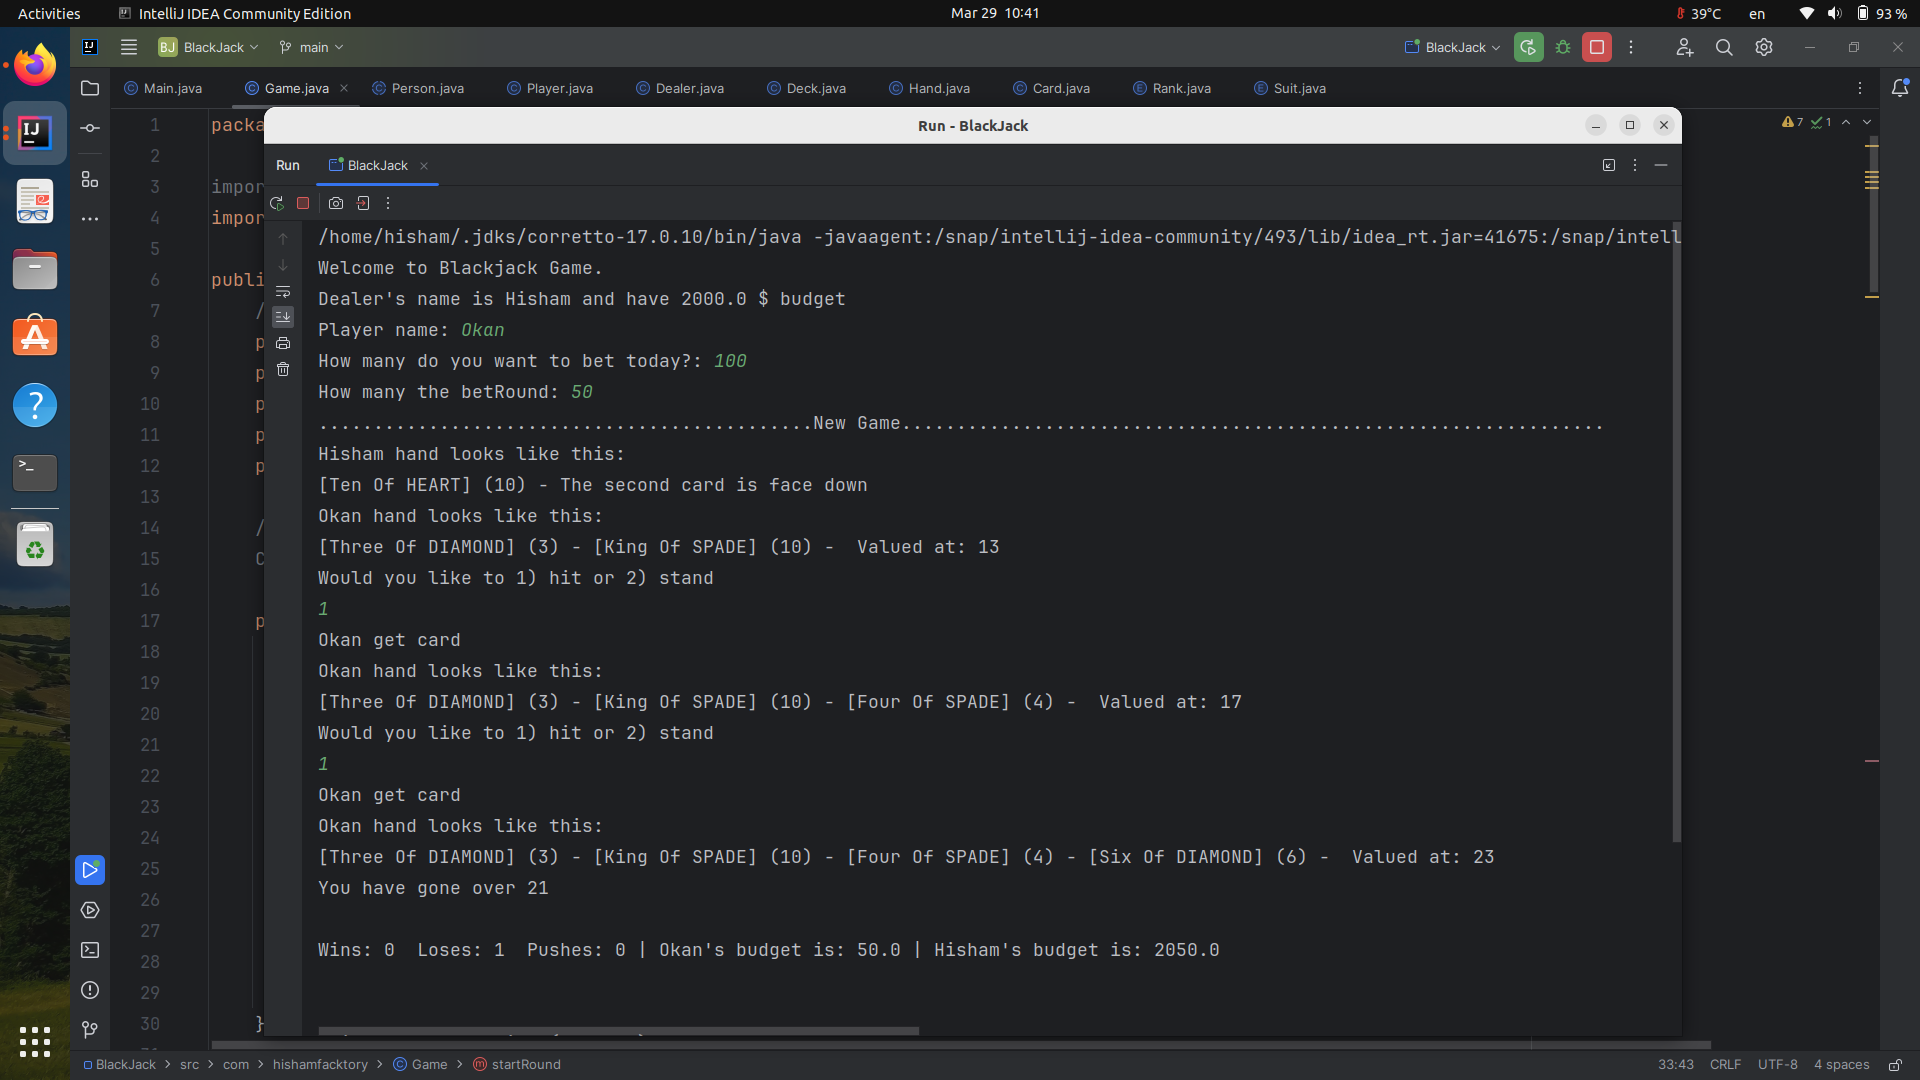 Activities IntelliJ IDEA Community Edition Mar 29 10:41 39°C en 93 %
BJ BlackJack main BlackJack
Main.java Game.java Person.java Player.java Dealer.java Deck.java Hand.java Card.java Rank.java Suit.java
Run - BlackJack
Run BlackJack
7 1
1 packa
2
3 impor
4 impor
5
6 publi
7 /
8 p
9 p
10 p
11 p
12 p
13
14 /
15 C
16
17 p
18
19
20
21
22
23
24
25
26
27
28
29
30 }
/home/hisham/.jdks/corretto-17.0.10/bin/java -javaagent:/snap/intellij-idea-community/493/lib/idea_rt.jar=41675:/snap/intell
Welcome to Blackjack Game.
Dealer's name is Hisham and have 2000.0 $ budget
Player name: Okan
How many do you want to bet today?: 100
How many the betRound: 50
.............................................New Game................................................................
Hisham hand looks like this:
[Ten Of HEART] (10) - The second card is face down
Okan hand looks like this:
[Three Of DIAMOND] (3) - [King Of SPADE] (10) -  Valued at: 13
Would you like to 1) hit or 2) stand
1
Okan get card
Okan hand looks like this:
[Three Of DIAMOND] (3) - [King Of SPADE] (10) - [Four Of SPADE] (4) -  Valued at: 17
Would you like to 1) hit or 2) stand
1
Okan get card
Okan hand looks like this:
[Three Of DIAMOND] (3) - [King Of SPADE] (10) - [Four Of SPADE] (4) - [Six Of DIAMOND] (6) -  Valued at: 23
You have gone over 21
Wins: 0  Loses: 1  Pushes: 0 | Okan's budget is: 50.0 | Hisham's budget is: 2050.0
BlackJack > src > com > hishamfacktory > Game > startRound 33:43 CRLF UTF-8 4 spaces